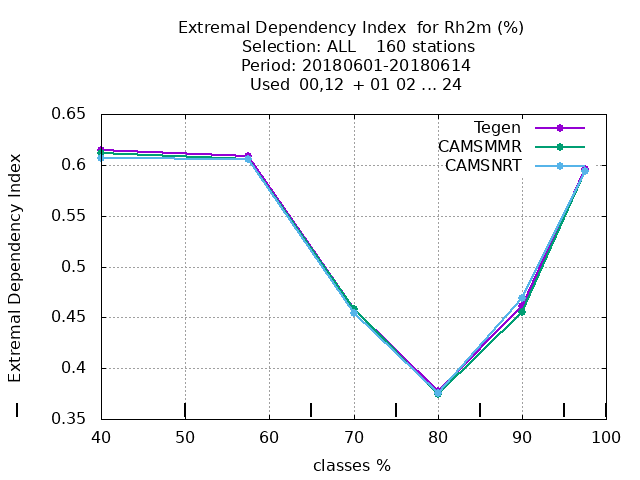 Extremal Dependency Index  for Rh2m (%)
Selection: ALL    160 stations
Period: 20180601-20180614
Used  00,12  + 01 02 ... 24
Extremal Dependency Index
0.65
0.6
0.55
0.5
0.45
0.4
0.35
Tegen
CAMSMMR
CAMSNRT
40 50 60 70 80 90 100
classes %